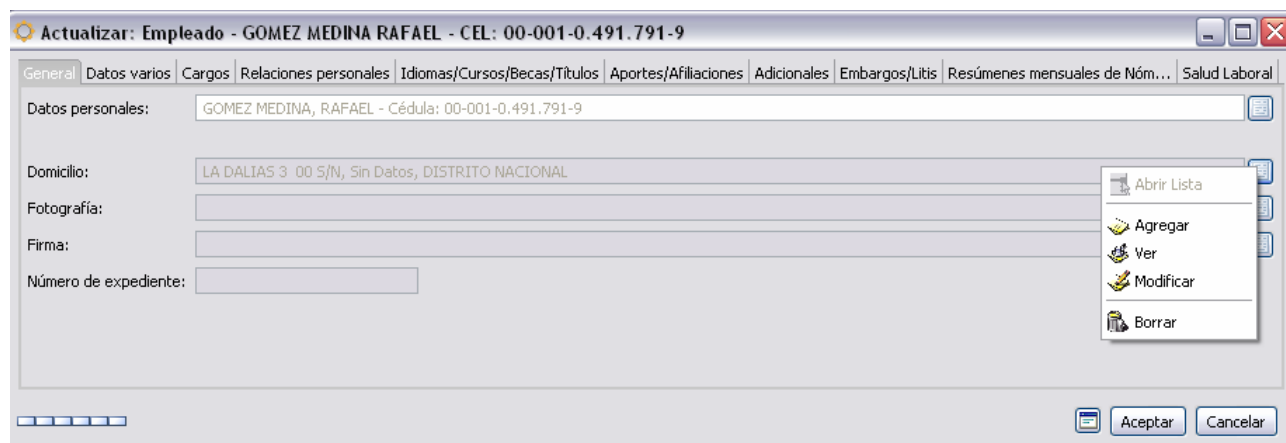 Actualizar: Empleado - GOMEZ MEDINA RAFAEL - CEL: 00-001-0.491.791-9
General Datos varios Cargos Relaciones personales Idiomas/Cursos/Becas/Títulos Aportes/Afiliaciones Adicionales Embargos/Litis Resúmenes mensuales de Nóm... Salud Laboral
Datos personales: GOMEZ MEDINA, RAFAEL - Cédula: 00-001-0.491.791-9
Domicilio: LA DALIAS 3 00 S/N, Sin Datos, DISTRITO NACIONAL
Abrir Lista
Fotografía:
Agregar
Firma:
Ver
Número de expediente:
Modificar
Borrar
Aceptar Cancelar